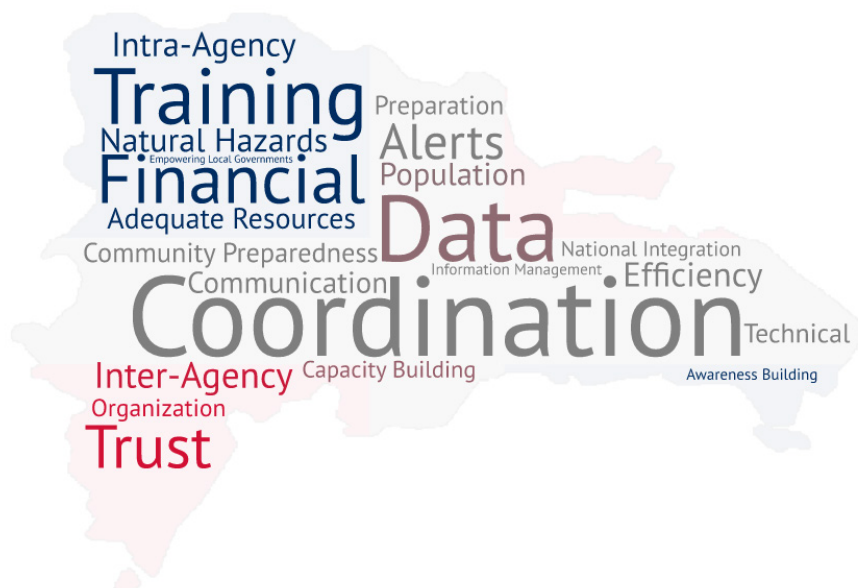 Intra-Agency
Training
Preparation
Natural Hazards
Alerts
Empowering Local Governments
Financial
Population
Adequate Resources
Data
Community Preparedness
National Integration
Information Management
Communication
Efficiency
Coordination
Technical
Inter-Agency
Capacity Building
Awareness Building
Organization
Trust